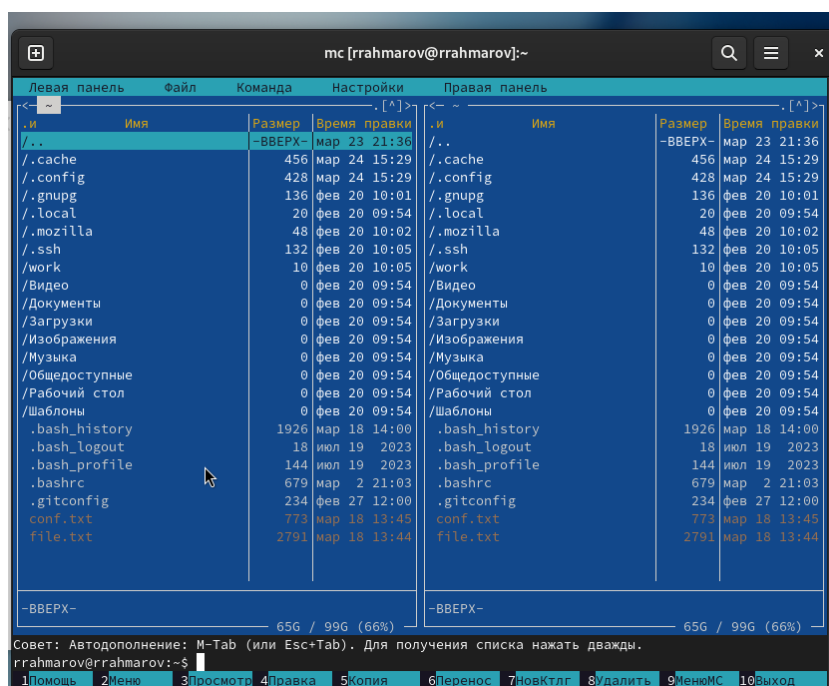 mc [rrahmarov@rrahmarov]:~
Левая панель Файл Команда Настройки Правая панель
<─ ~ ─.[^]>┐ <─ ~ ─.[^]>┐
.и Имя Размер Время правки .и Имя Размер Время правки
/.. -ВВЕРХ- мар 23 21:36 /.. -ВВЕРХ- мар 23 21:36
/.cache 456 мар 24 15:29 /.cache 456 мар 24 15:29
/.config 428 мар 24 15:29 /.config 428 мар 24 15:29
/.gnupg 136 фев 20 10:01 /.gnupg 136 фев 20 10:01
/.local 20 фев 20 09:54 /.local 20 фев 20 09:54
/.mozilla 48 фев 20 10:02 /.mozilla 48 фев 20 10:02
/.ssh 132 фев 20 10:05 /.ssh 132 фев 20 10:05
/work 10 фев 20 10:05 /work 10 фев 20 10:05
/Видео 0 фев 20 09:54 /Видео 0 фев 20 09:54
/Документы 0 фев 20 09:54 /Документы 0 фев 20 09:54
/Загрузки 0 фев 20 09:54 /Загрузки 0 фев 20 09:54
/Изображения 0 фев 20 09:54 /Изображения 0 фев 20 09:54
/Музыка 0 фев 20 09:54 /Музыка 0 фев 20 09:54
/Общедоступные 0 фев 20 09:54 /Общедоступные 0 фев 20 09:54
/Рабочий стол 0 фев 20 09:54 /Рабочий стол 0 фев 20 09:54
/Шаблоны 0 фев 20 09:54 /Шаблоны 0 фев 20 09:54
.bash_history 1926 мар 18 14:00 .bash_history 1926 мар 18 14:00
.bash_logout 18 июл 19 2023 .bash_logout 18 июл 19 2023
.bash_profile 144 июл 19 2023 .bash_profile 144 июл 19 2023
.bashrc 679 мар 2 21:03 .bashrc 679 мар 2 21:03
.gitconfig 234 фев 27 12:00 .gitconfig 234 фев 27 12:00
conf.txt 773 мар 18 13:45 conf.txt 773 мар 18 13:45
file.txt 2791 мар 18 13:44 file.txt 2791 мар 18 13:44
-ВВЕРХ- -ВВЕРХ-
65G / 99G (66%) 65G / 99G (66%)
Совет: Автодополнение: M-Tab (или Esc+Tab). Для получения списка нажать дважды.
rrahmarov@rrahmarov:~$
1Помощь 2Меню 3Просмотр 4Правка 5Копия 6Перенос 7НовКтлг 8Удалить 9МенюМС 10Выход